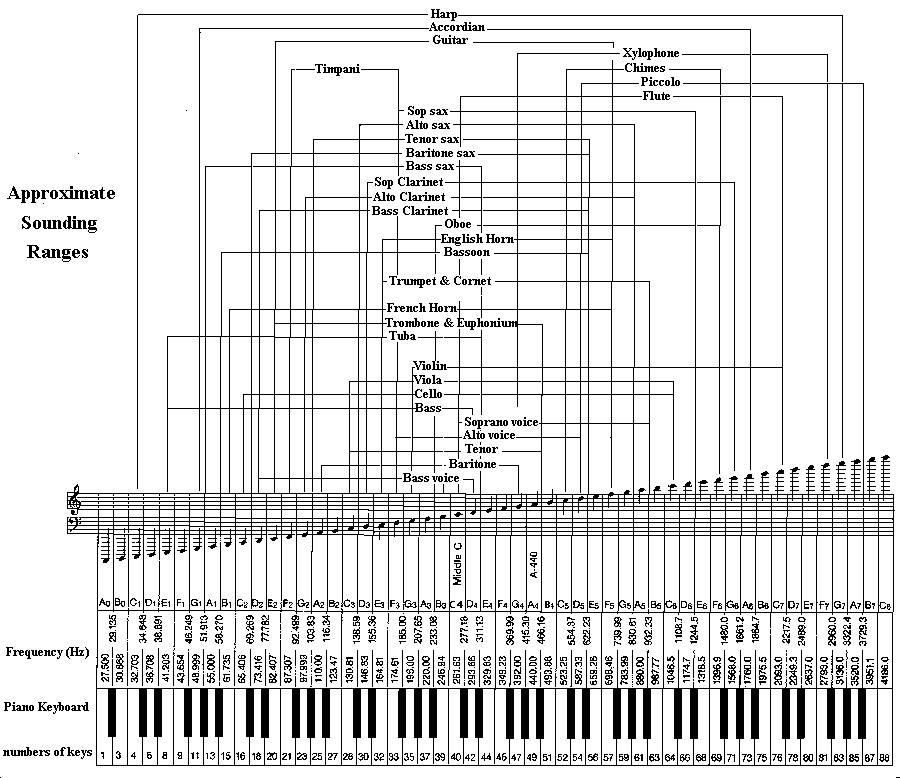 Harp
Accordian
Guitar
Xylophone
Timpani
Chimes
Piccolo
Flute
Sop sax
Alto sax
Tenor sax
Baritone sax
Bass sax
Sop Clarinet
Alto Clarinet
Bass Clarinet
Approximate
Sounding
Ranges
Oboe
English Horn
Bassoon
Trumpet & Cornet
French Horn
Trombone & Euphonium
Tuba
Violin
Viola
Cello
Bass
Soprano voice
Alto voice
Tenor
Baritone
Bass voice
Middle C
A-440
A0 B0 C1 D1 E1 F1 G1 A1 B1 C2 D2 E2 F2 G2 A2 B2 C3 D3 E3 F3 G3 A3 B3 C4 D4 E4 F4 G4 A4 B4 C5 D5 E5 F5 G5 A5 B5 C6 D6 E6 F6 G6 A6 B6 C7 D7 E7 F7 G7 A7 B7 C8
29.135 34.648 38.891 46.249 51.913 58.270 69.269 77.782 92.499 103.83 116.34 138.59 155.36 185.00 207.65 233.08 277.18 311.13 369.99 415.30 466.16 554.37 622.23 739.99 830.61 932.33 1108.7 1244.5 1480.0 1661.2 1864.7 2217.5 2489.0 2960.0 3322.4 3729.3
Frequency (Hz)
27.500 30.868 32.703 36.708 41.203 43.654 48.999 55.000 61.735 65.406 73.416 82.407 87.307 97.999 110.00 123.47 130.81 146.83 164.81 174.61 196.00 220.00 246.94 261.63 293.66 329.63 349.23 392.00 440.00 493.88 523.25 587.33 659.26 698.46 783.99 880.00 987.77 1046.5 1174.7 1318.5 1396.9 1568.0 1760.0 1975.5 2093.0 2349.3 2637.0 2793.0 3136.0 3520.0 3951.1 4186.0
Piano Keyboard
numbers of keys 1 3 4 6 8 9 11 13 15 16 18 20 21 23 25 27 28 30 32 33 35 37 39 40 42 44 45 47 49 51 52 54 56 57 59 61 63 64 66 68 69 71 73 75 76 78 80 81 83 85 87 88